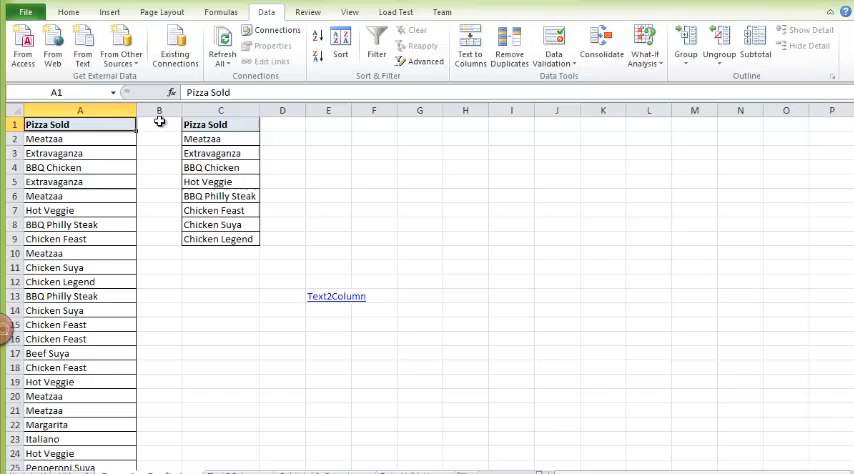 File Home Insert Page Layout Formulas Data Review View Load Test Team
From Access
From Web
From Text
From Other Sources
Existing Connections
Refresh All
Connections
Properties
Edit Links
Sort
Filter
Clear
Reapply
Advanced
Text to Columns
Remove Duplicates
Data Validation
Consolidate
What-If Analysis
Group
Ungroup
Subtotal
Show Detail
Hide Detail
Get External Data Connections Sort & Filter Data Tools Outline
A1 fx Pizza Sold
A B C D E F G H I J K L M N O P
1 Pizza Sold Pizza Sold
2 Meatzaa Meatzaa
3 Extravaganza Extravaganza
4 BBQ Chicken BBQ Chicken
5 Extravaganza Hot Veggie
6 Meatzaa BBQ Philly Steak
7 Hot Veggie Chicken Feast
8 BBQ Philly Steak Chicken Suya
9 Chicken Feast Chicken Legend
10 Meatzaa
11 Chicken Suya
12 Chicken Legend
13 BBQ Philly Steak Text2Column
14 Chicken Suya
15 Chicken Feast
16 Chicken Feast
17 Beef Suya
18 Chicken Feast
19 Hot Veggie
20 Meatzaa
21 Meatzaa
22 Margarita
23 Italiano
24 Hot Veggie
25 Pepperoni Suya